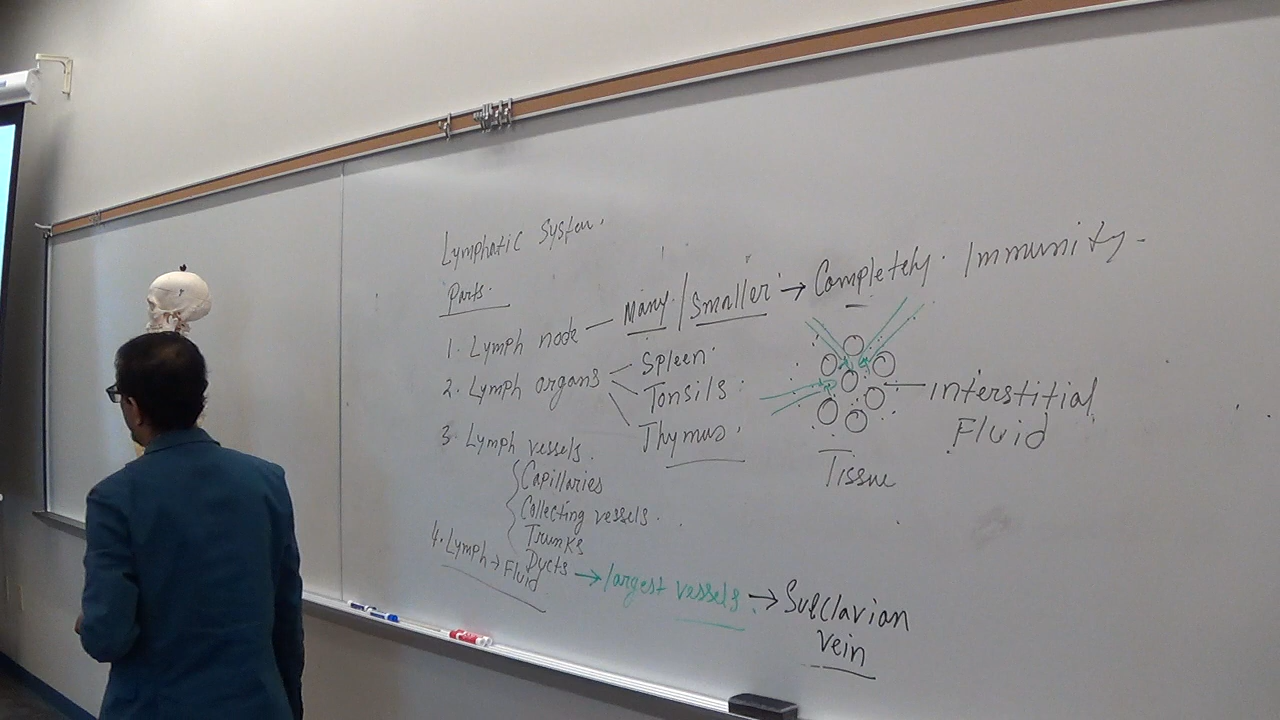 Lymphatic System.
Parts.
1. Lymph node — Many / Smaller → Completely. Immunity.
2. Lymph organs
Spleen.
Tonsils.
Thymus.
3. Lymph vessels.
Capillaries
Collecting vessels.
Trunks
Ducts → largest vessels. → Subclavian vein
4. Lymph → Fluid
Interstitial
Fluid
Tissue